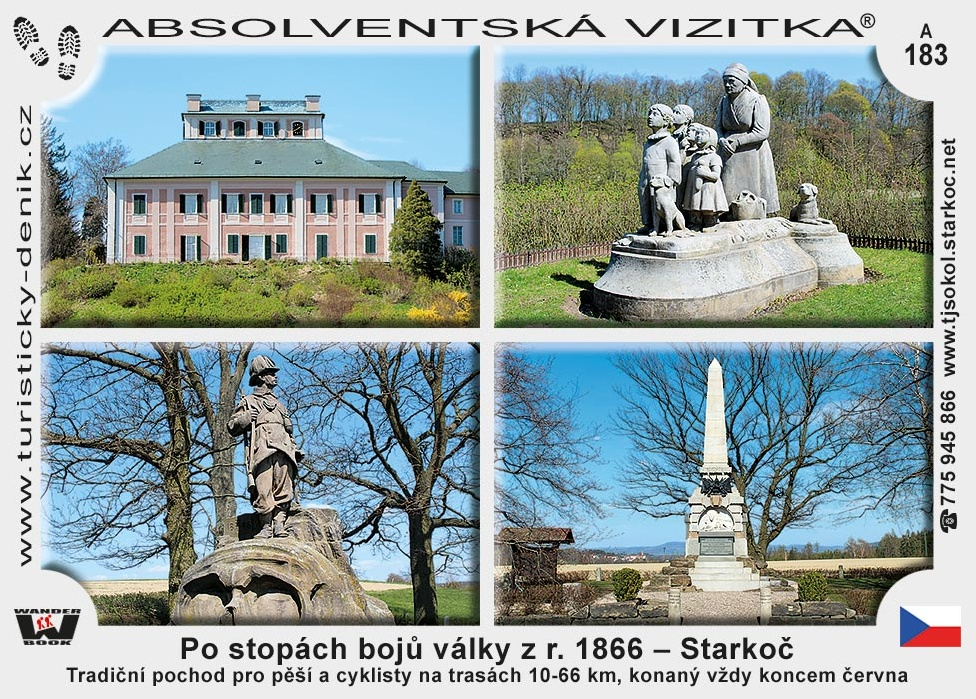 ABSOLVENTSKÁ VIZITKA®
A
183
www.turisticky-denik.cz
www.tjsokol.starkoc.net
☎ 775 945 866
WANDER
KK
W
BOOK
Po stopách bojů války z r. 1866 – Starkoč
Tradiční pochod pro pěší a cyklisty na trasách 10-66 km, konaný vždy koncem června